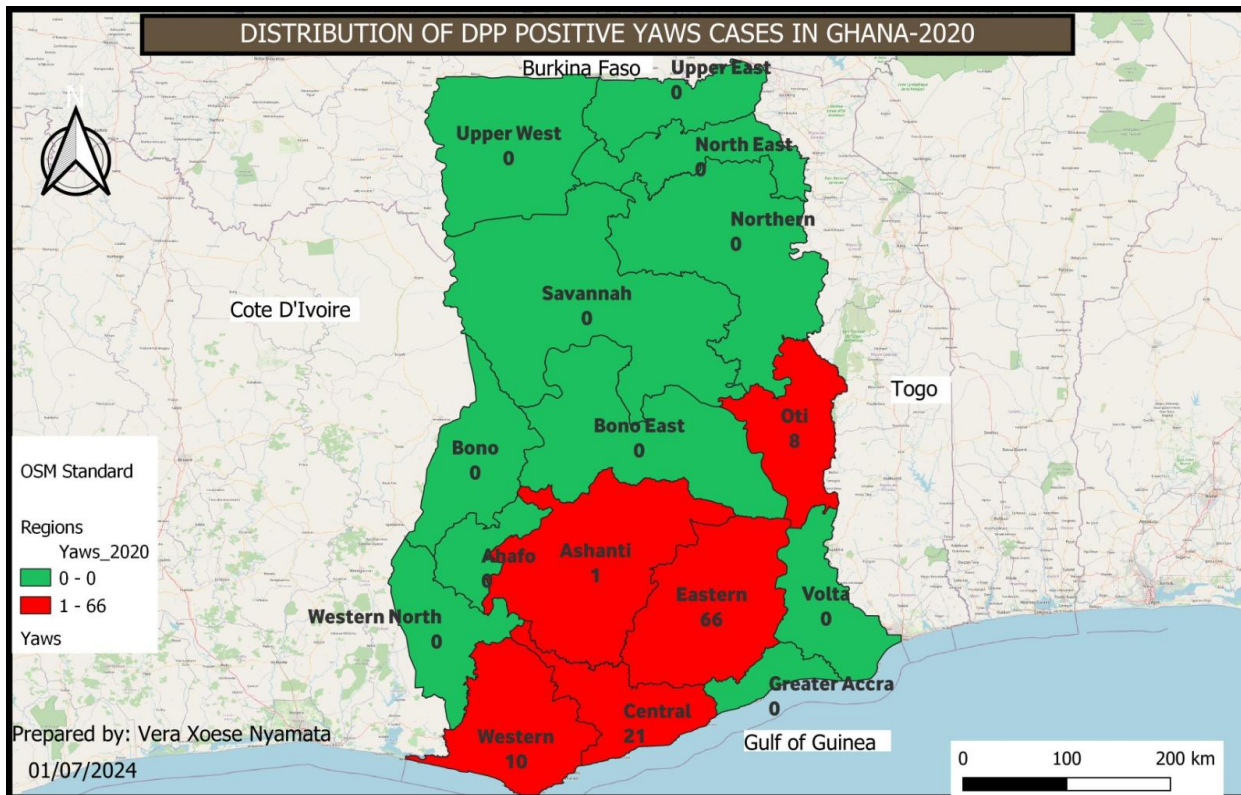 DISTRIBUTION OF DPP POSITIVE YAWS CASES IN GHANA-2020
Burkina Faso
N
Upper East
0
Upper West
0
North East
0
Northern
0
Savannah
0
Cote D'Ivoire
Togo
Oti
8
Bono East
0
Bono
0
OSM Standard
Regions
Yaws_2020
0 - 0
1 - 66
Yaws
Ahafo
0
Ashanti
1
Eastern
66
Volta
0
Western North
0
Greater Accra
0
Central
21
Western
10
Gulf of Guinea
Prepared by: Vera Xoese Nyamata
01/07/2024
0 100 200 km